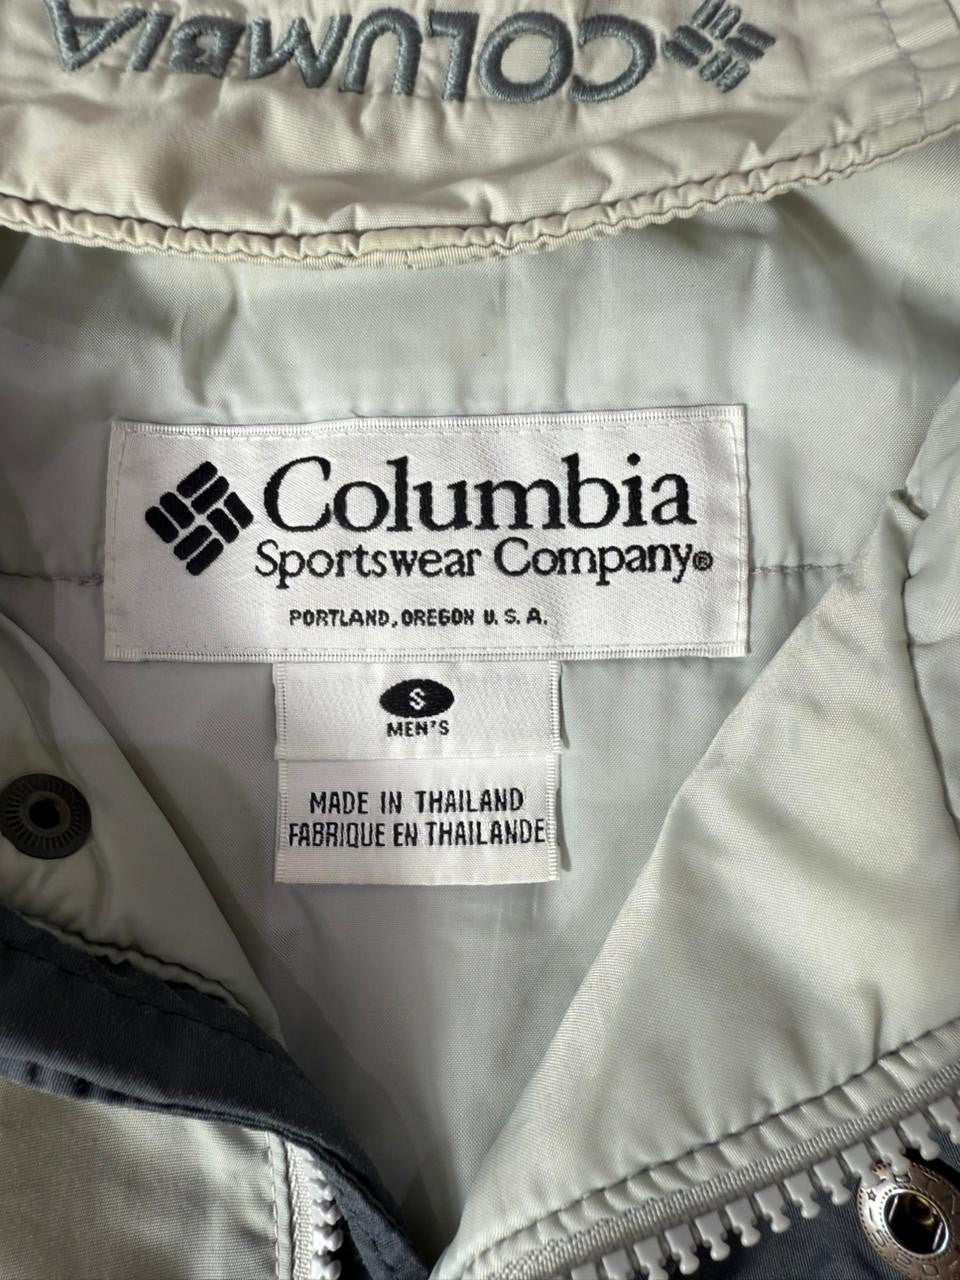 COLUMBIA
Columbia
Sportswear Company®
PORTLAND, OREGON U. S. A.
S
MEN'S
MADE IN THAILAND
FABRIQUE EN THAILANDE